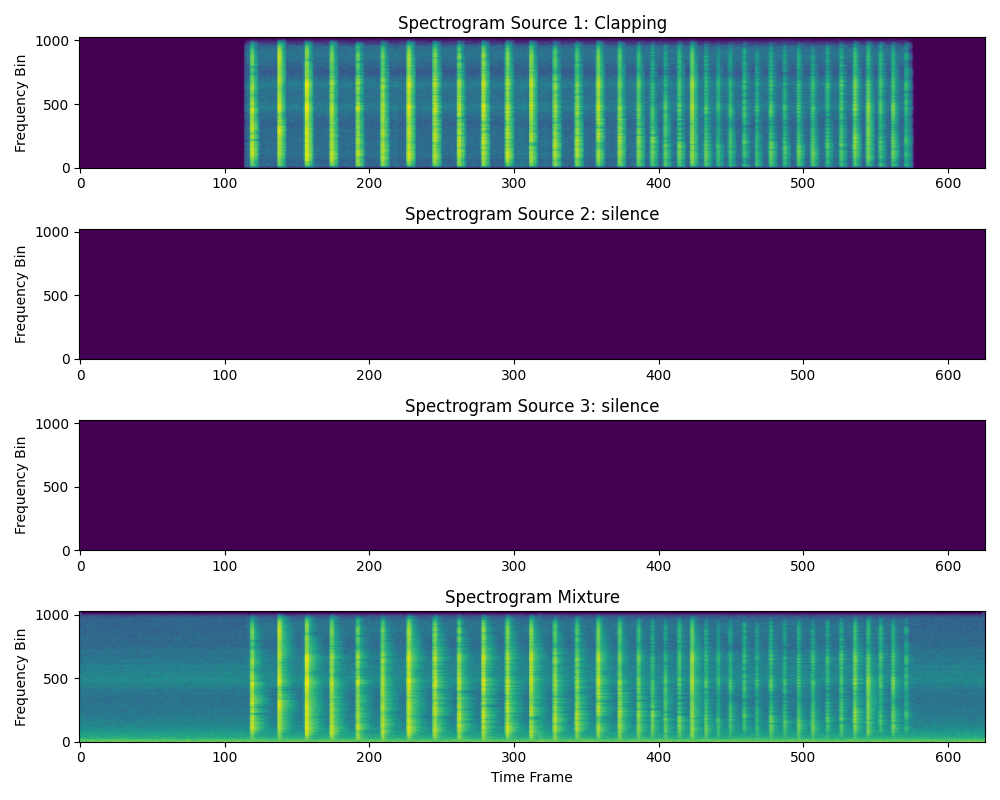 Spectrogram Source 1: Clapping
1000
500
0
Frequency Bin
0 100 200 300 400 500 600
Spectrogram Source 2: silence
1000
500
0
Frequency Bin
0 100 200 300 400 500 600
Spectrogram Source 3: silence
1000
500
0
Frequency Bin
0 100 200 300 400 500 600
Spectrogram Mixture
1000
500
0
Frequency Bin
0 100 200 300 400 500 600
Time Frame